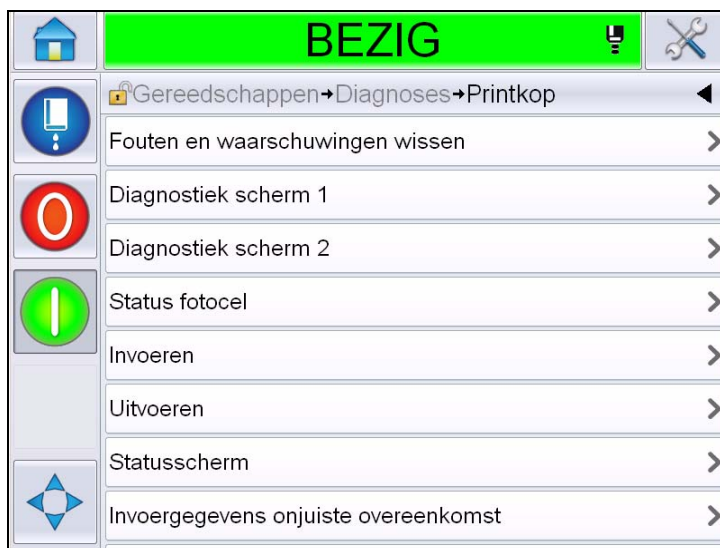 BEZIG
Gereedschappen→Diagnoses→Printkop
Fouten en waarschuwingen wissen
Diagnostiek scherm 1
Diagnostiek scherm 2
Status fotocel
Invoeren
Uitvoeren
Statusscherm
Invoergegevens onjuiste overeenkomst